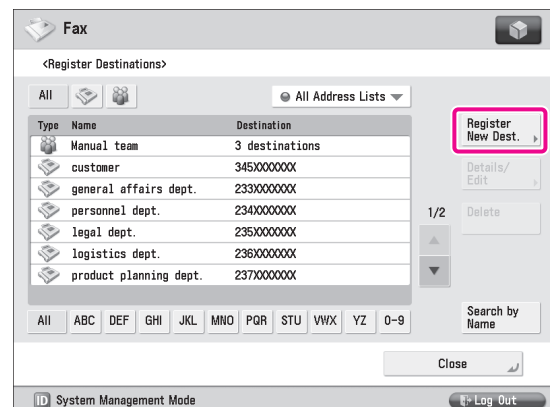 Fax
<Register Destinations>
All
All Address Lists
Type Name Destination
Manual team 3 destinations
customer 345XXXXXXX
general affairs dept. 233XXXXXXX
personnel dept. 234XXXXXXX
legal dept. 235XXXXXXX
logistics dept. 236XXXXXXX
product planning dept. 237XXXXXXX
1/2
Register
New Dest.
Details/
Edit
Delete
All ABC DEF GHI JKL MNO PQR STU VWX YZ 0-9
Search by
Name
Close
ID System Management Mode
Log Out